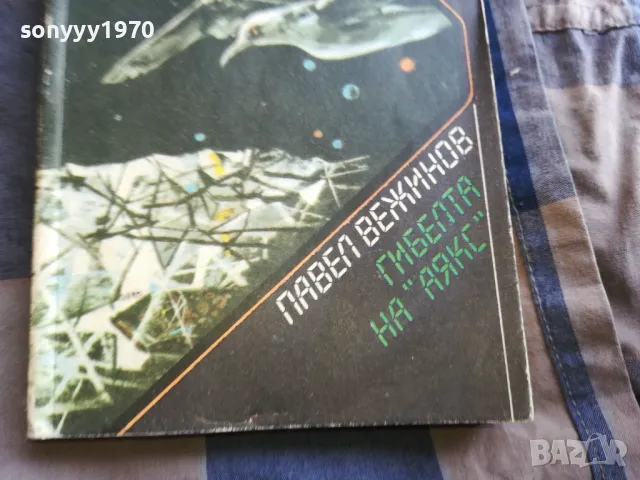 sonyyy1970
ПАВЕЛ ВЕЖИНОВ
ГИБЕЛТА
НА "АЯКС"
BAZAR